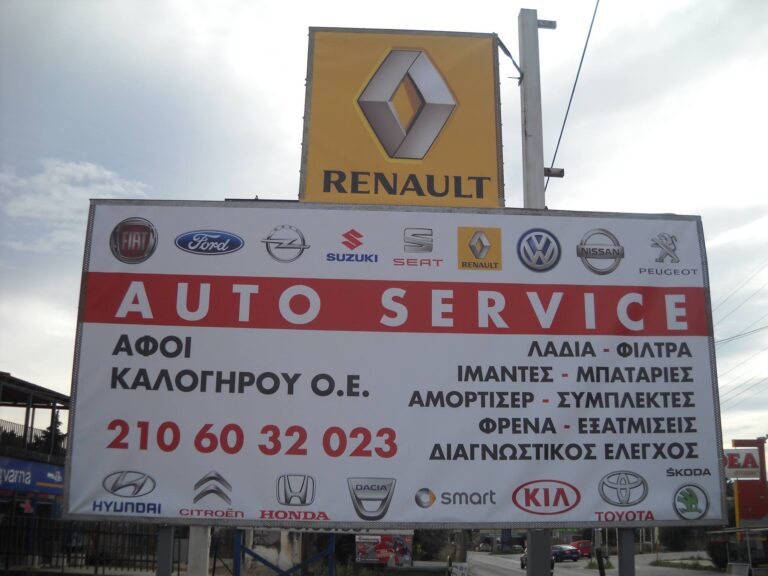 RENAULT
FIAT
Ford
SUZUKI
SEAT
RENAULT
NISSAN
PEUGEOT
AUTO SERVICE
ΑΦΟΙ
ΚΑΛΟΓΗΡΟΥ Ο.Ε.
210 60 32 023
ΛΑΔΙΑ - ΦΙΛΤΡΑ
ΙΜΑΝΤΕΣ - ΜΠΑΤΑΡΙΕΣ
ΑΜΟΡΤΙΣΕΡ - ΣΥΜΠΛΕΚΤΕΣ
ΦΡΕΝΑ - ΕΞΑΤΜΙΣΕΙΣ
ΔΙΑΓΝΩΣΤΙΚΟΣ ΕΛΕΓΧΟΣ
HYUNDAI
CITROËN
HONDA
DACIA
smart
KIA
TOYOTA
ŠKODA
varna